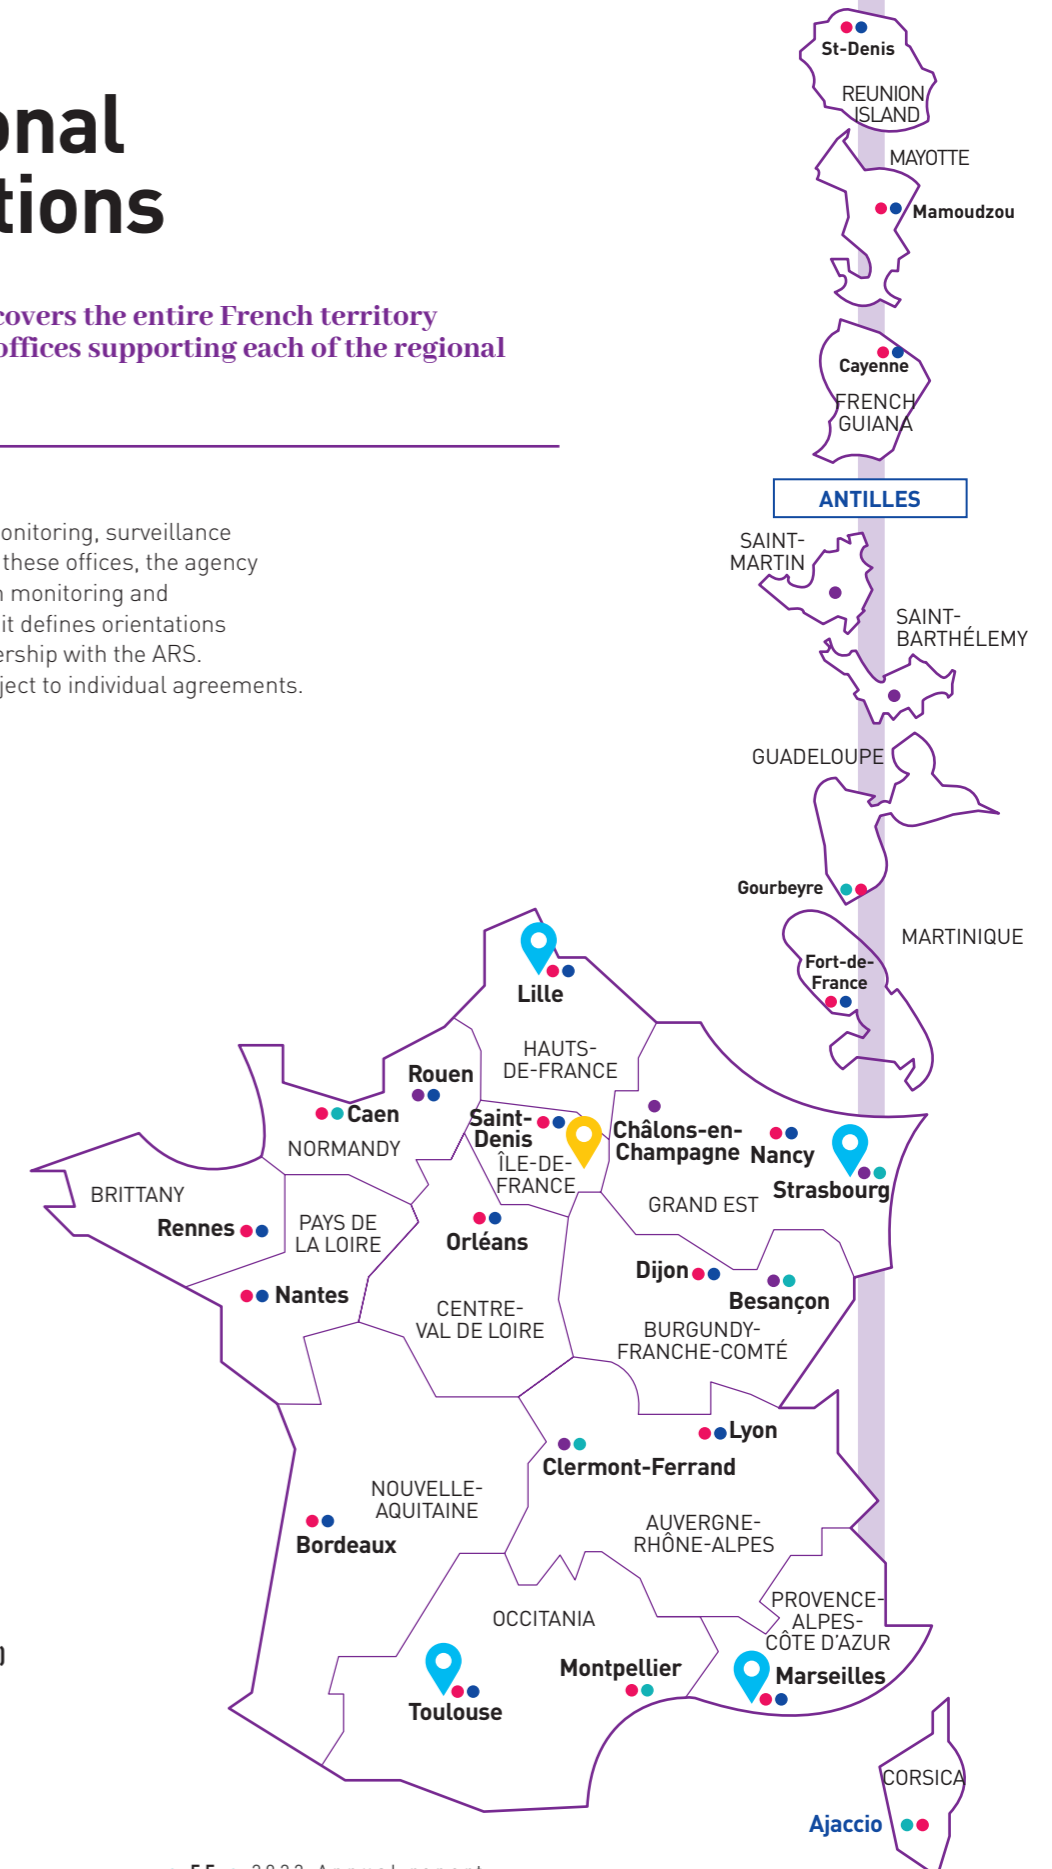 onal
tions
covers the entire French territory
offices supporting each of the regional
onitoring, surveillance
these offices, the agency
n monitoring and
it defines orientations
ership with the ARS.
ject to individual agreements.
St-Denis
REUNION
ISLAND
MAYOTTE
Mamoudzou
Cayenne
FRENCH
GUIANA
ANTILLES
SAINT-
MARTIN
SAINT-
BARTHÉLEMY
GUADELOUPE
Gourbeyre
MARTINIQUE
Fort-de-
France
Lille
HAUTS-
DE-FRANCE
Rouen
Caen
NORMANDY
Saint-
Denis
ÎLE-DE-
FRANCE
Châlons-en-
Champagne
Nancy
Strasbourg
GRAND EST
BRITTANY
Rennes
PAYS DE
LA LOIRE
Nantes
Orléans
CENTRE-
VAL DE LOIRE
Dijon
Besançon
BURGUNDY-
FRANCHE-COMTÉ
Lyon
Clermont-Ferrand
NOUVELLE-
AQUITAINE
Bordeaux
AUVERGNE-
RHÔNE-ALPES
OCCITANIA
PROVENCE-
ALPES-
CÔTE D'AZUR
Montpellier
Marseilles
Toulouse
CORSICA
Ajaccio
)